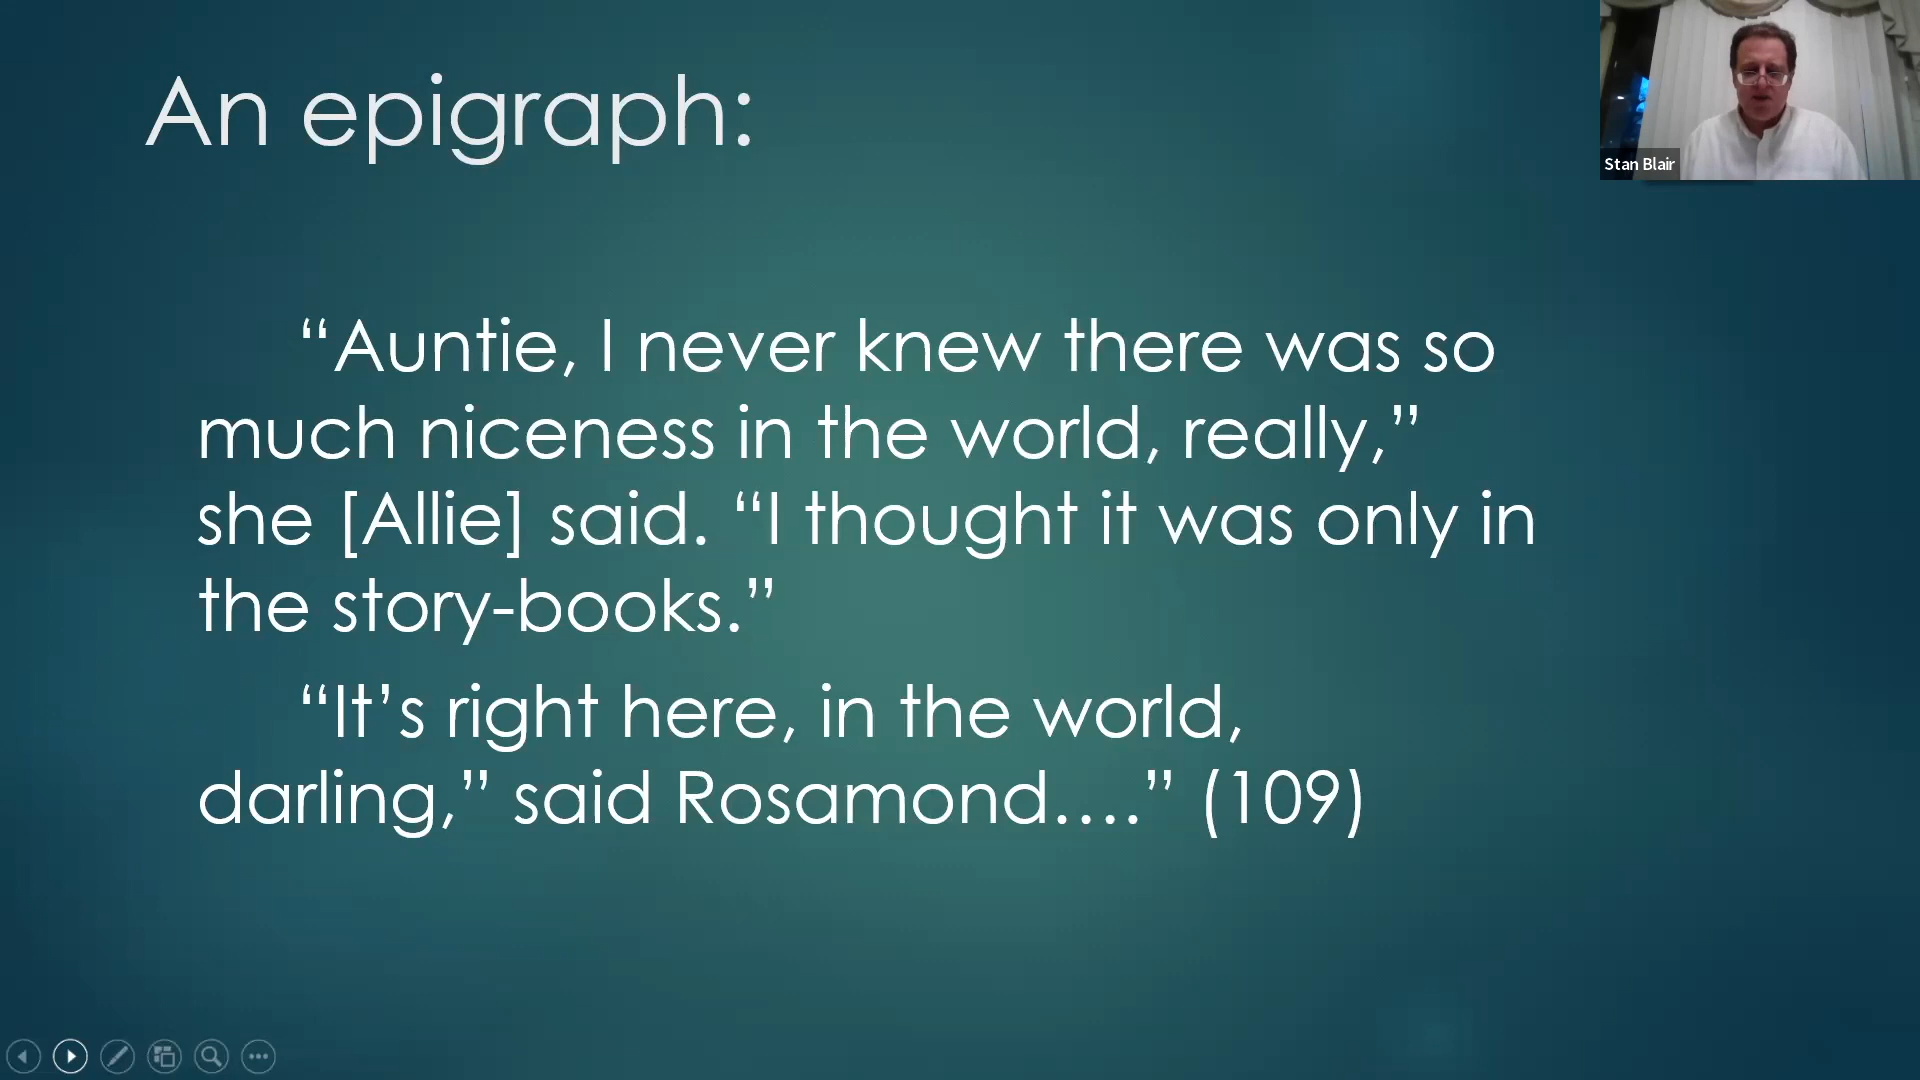 An epigraph:
Stan Blair
“Auntie, I never knew there was so
much niceness in the world, really,”
she [Allie] said. “I thought it was only in
the story-books.”
“It’s right here, in the world,
darling,” said Rosamond….” (109)